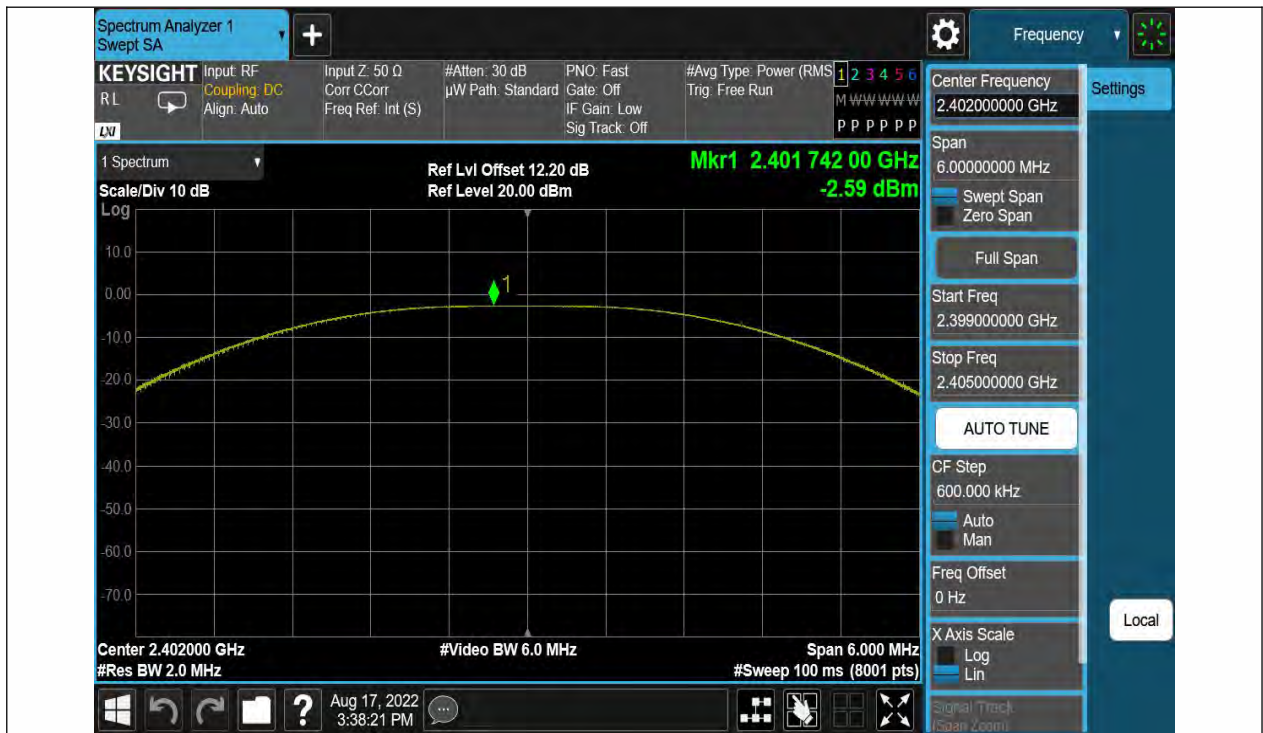 Spectrum Analyzer 1
Swept SA
+
Frequency
KEYSIGHT
RL
LXI
Input: RF
Coupling: DC
Align: Auto
Input Z: 50 Ω
Corr CCorr
Freq Ref: Int (S)
#Atten: 30 dB
µW Path: Standard
PNO: Fast
Gate: Off
IF Gain: Low
Sig Track: Off
#Avg Type: Power (RMS
Trig: Free Run
1 2 3 4 5 6
M W W W W W
P P P P P P
1 Spectrum
Scale/Div 10 dB
Log
Ref Lvl Offset 12.20 dB
Ref Level 20.00 dBm
Mkr1 2.401 742 00 GHz
-2.59 dBm
1
10.0
0.00
-10.0
-20.0
-30.0
-40.0
-50.0
-60.0
-70.0
Center 2.402000 GHz
#Res BW 2.0 MHz
#Video BW 6.0 MHz
Span 6.000 MHz
#Sweep 100 ms (8001 pts)
Center Frequency
2.402000000 GHz
Span
6.00000000 MHz
Swept Span
Zero Span
Full Span
Start Freq
2.399000000 GHz
Stop Freq
2.405000000 GHz
AUTO TUNE
CF Step
600.000 kHz
Auto
Man
Freq Offset
0 Hz
X Axis Scale
Log
Lin
Signal Track
(Span Zoom)
Settings
Local
?
Aug 17, 2022
3:38:21 PM